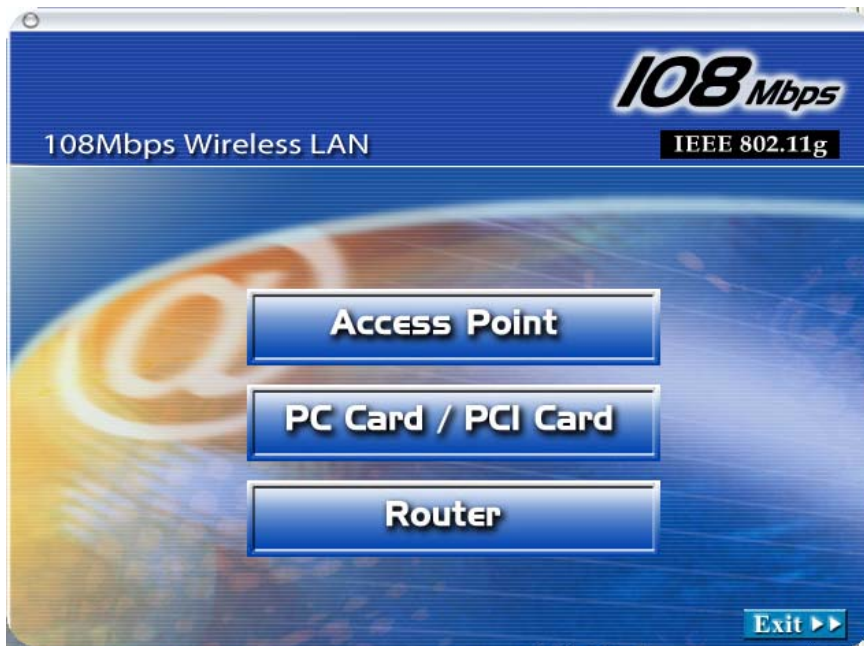 108 Mbps
108Mbps Wireless LAN
IEEE 802.11g
@
Access Point
PC Card / PCI Card
Router
Exit